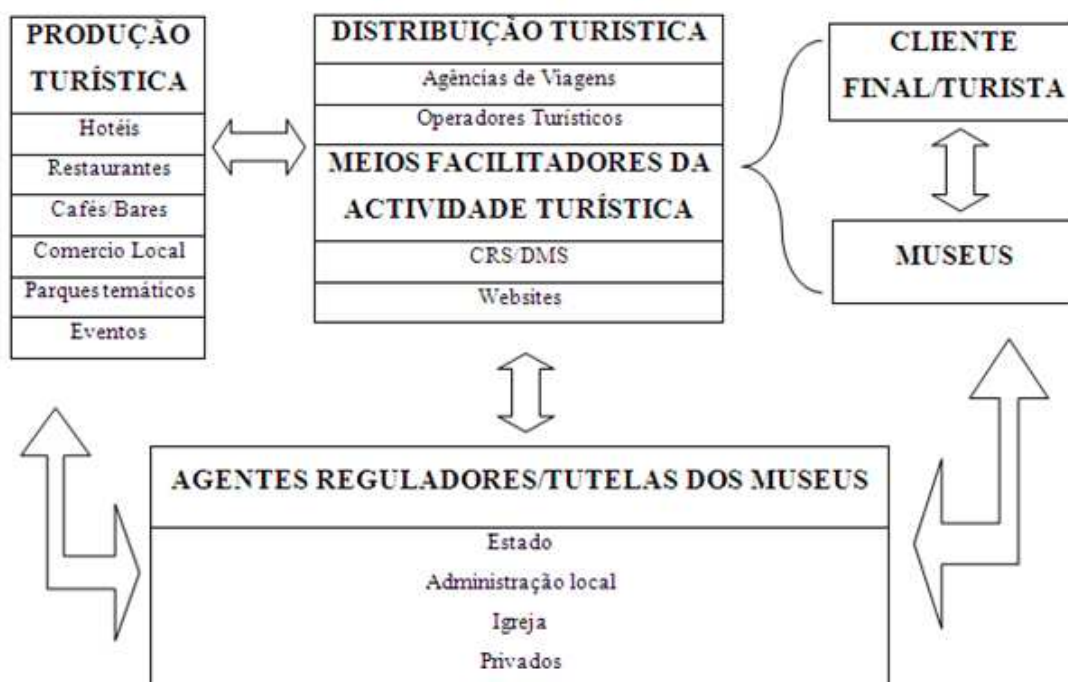 PRODUÇÃO
TURÍSTICA
Hotéis
Restaurantes
Cafés/Bares
Comercio Local
Parques temáticos
Eventos
DISTRIBUIÇÃO TURISTICA
Agências de Viagens
Operadores Turísticos
MEIOS FACILITADORES DA
ACTIVIDADE TURÍSTICA
CRS/DMS
Websites
CLIENTE
FINAL/TURISTA
MUSEUS
AGENTES REGULADORES/TUTELAS DOS MUSEUS
Estado
Administração local
Igreja
Privados